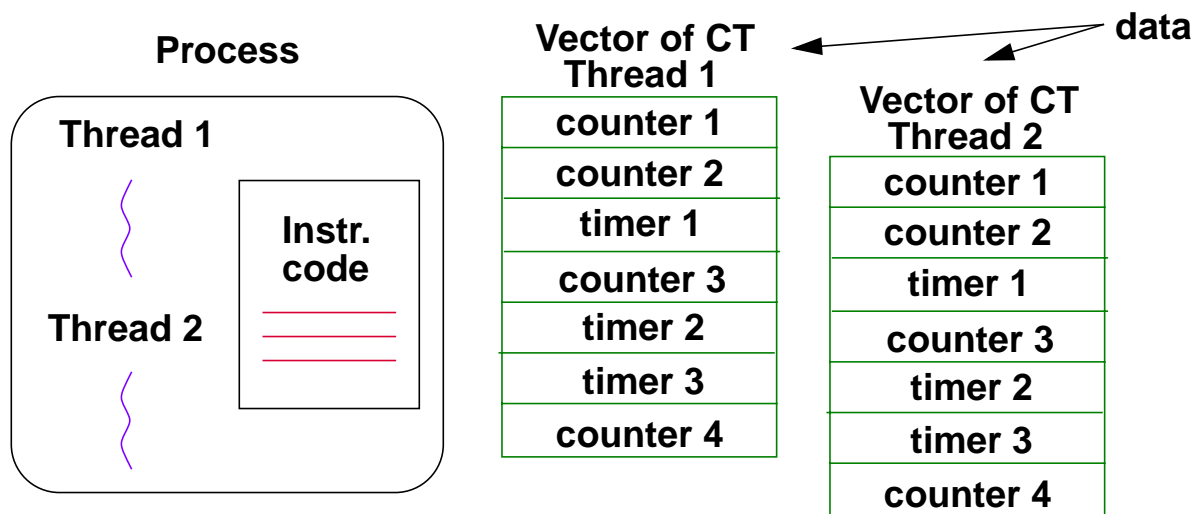 Process
Thread 1
Instr.
code
Thread 2
Vector of CT
Thread 1
counter 1
counter 2
timer 1
counter 3
timer 2
timer 3
counter 4
data
Vector of CT
Thread 2
counter 1
counter 2
timer 1
counter 3
timer 2
timer 3
counter 4